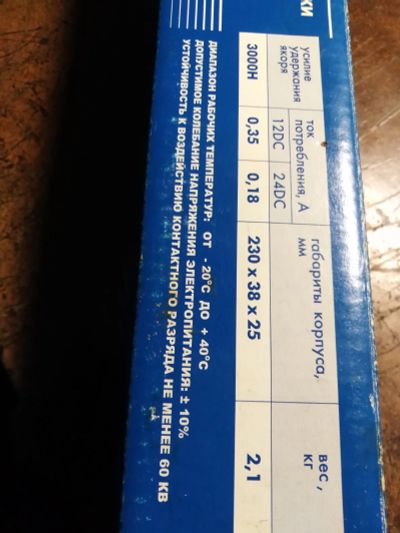 КИ
усилие удержания якоря
ток потребления, А
12DC 24DC
габариты корпуса, мм
вес, кг
3000Н 0,35 0,18 230 x 38 x 25 2,1
ДИАПАЗОН РАБОЧИХ ТЕМПЕРАТУР: ОТ - 20°С ДО + 40°С
ДОПУСТИМОЕ КОЛЕБАНИЕ НАПРЯЖЕНИЯ ЭЛЕКТРОПИТАНИЯ: ± 10%
УСТОЙЧИВОСТЬ К ВОЗДЕЙСТВИЮ КОНТАКТНОГО РАЗРЯДА НЕ МЕНЕЕ 60 КВ